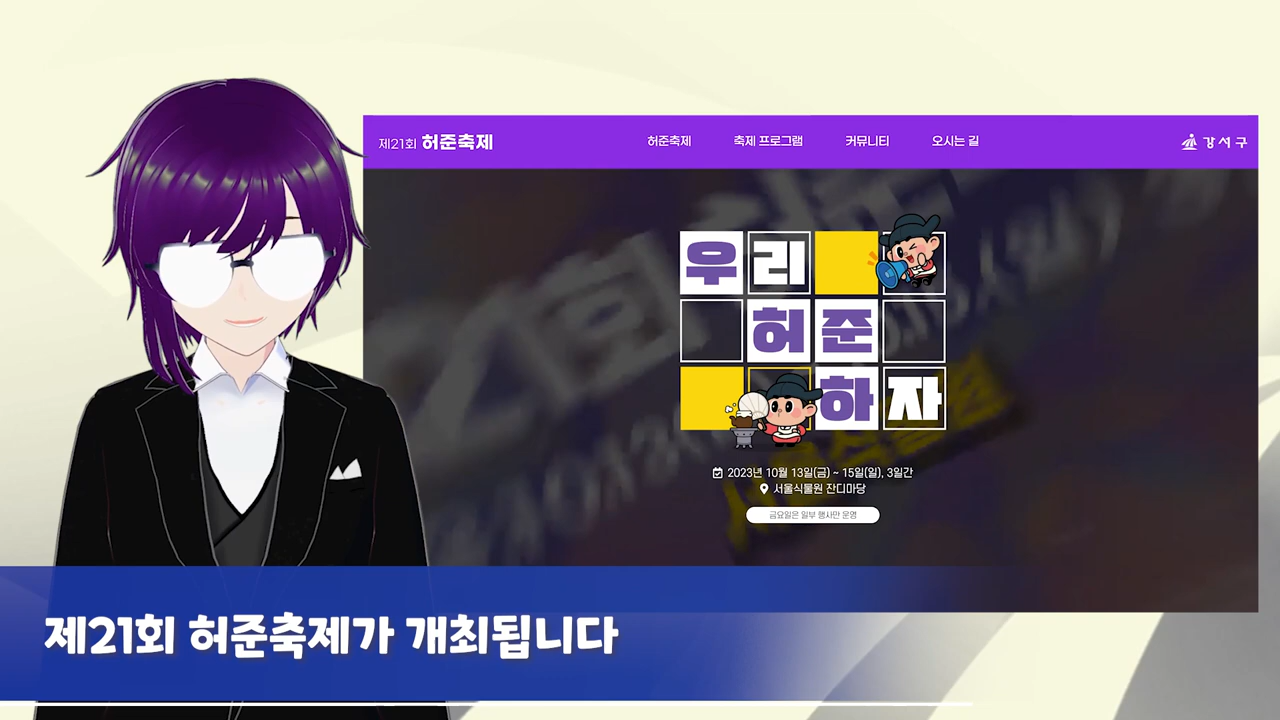 제21회 허준축제
허준축제 축제 프로그램 커뮤니티 오시는 길
강서구
우리
허준
하자
2023년 10월 13일(금) ~ 15일(일), 3일간
서울식물원 잔디마당
금요일은 일부 행사만 운영
제21회 허준축제가 개최됩니다